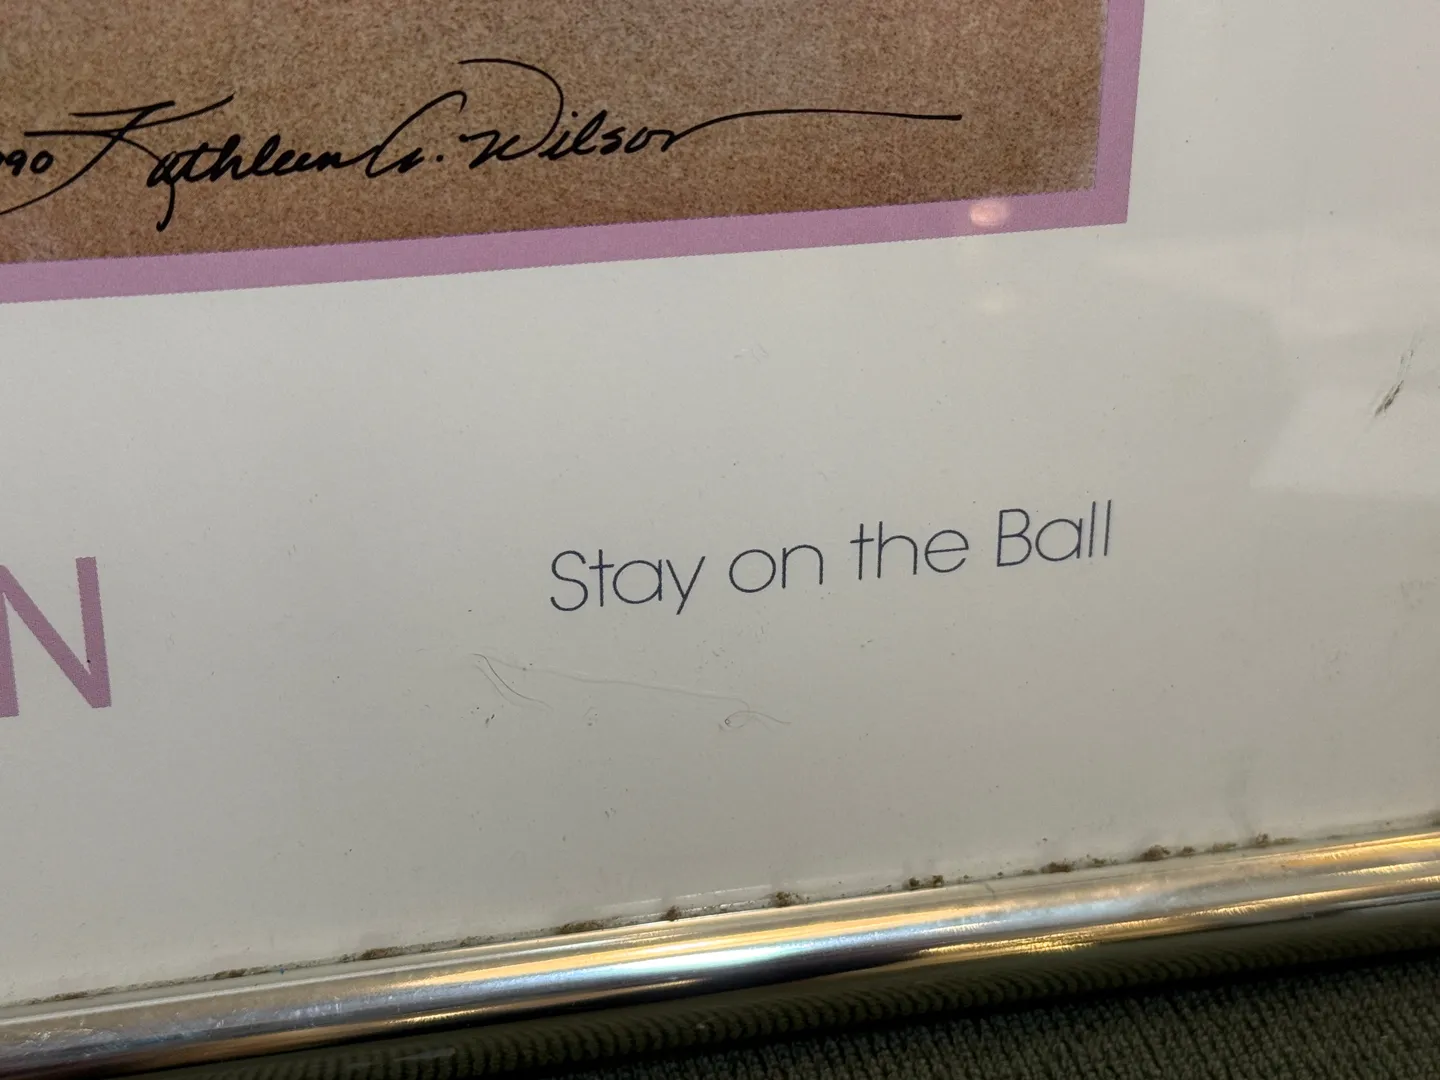 90 Kathleen A. Wilson
Stay on the Ball
N